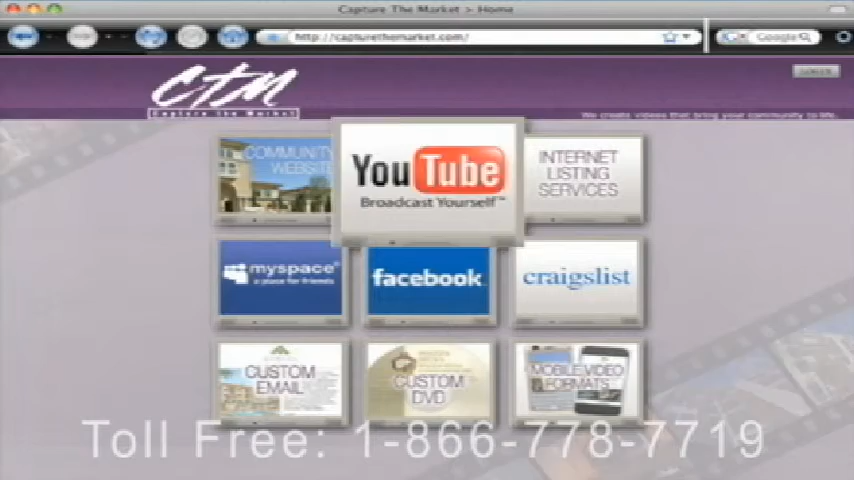 Capture The Market > Home
http://capturethemarket.com/
Google
CTM
Capture The Market
We create videos that bring your community to life.
COMMUNITY
WEBSITE
YouTube
Broadcast Yourself™
INTERNET
LISTING
SERVICES
myspace
a place for friends
facebook
craigslist
CUSTOM
EMAIL
CUSTOM
DVD
MOBILE VIDEO
FORMATS
Toll Free: 1-866-778-7719